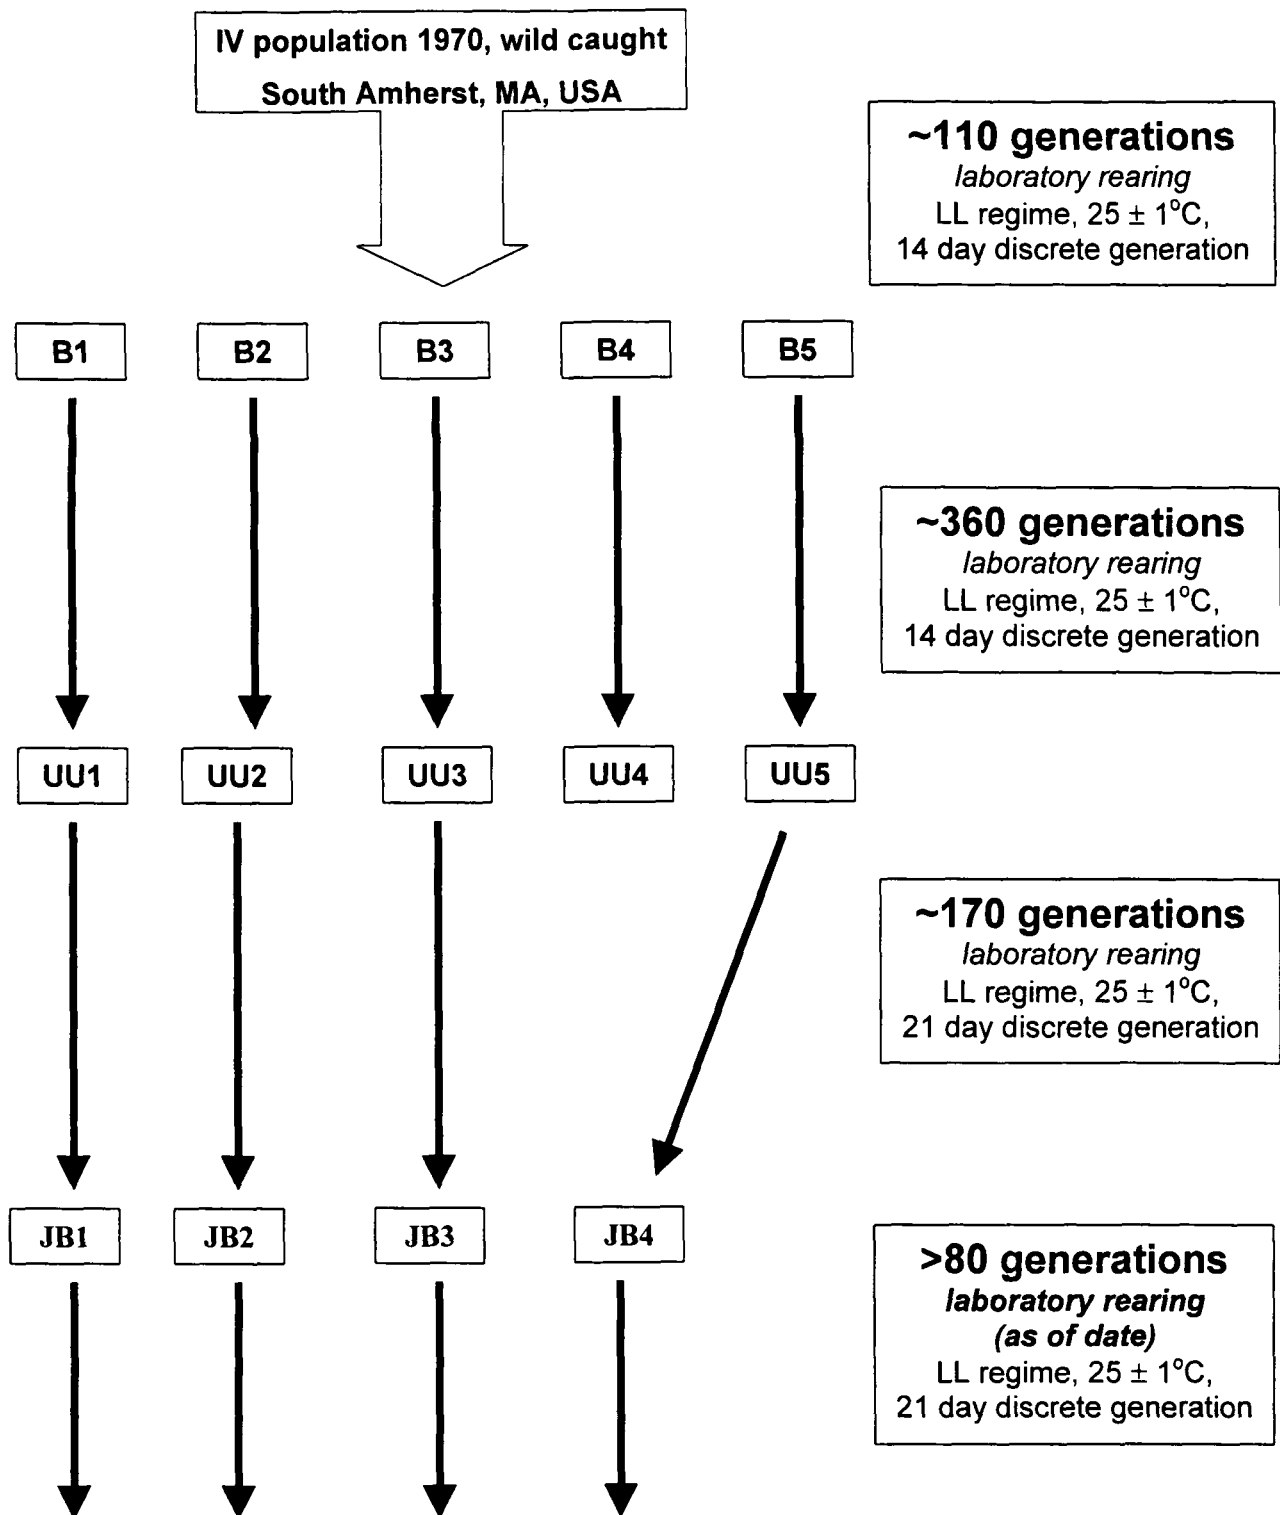 IV population 1970, wild caught
South Amherst, MA, USA
~110 generations
laboratory rearing
LL regime, 25 ± 1°C,
14 day discrete generation
B1
B2
B3
B4
B5
~360 generations
laboratory rearing
LL regime, 25 ± 1°C,
14 day discrete generation
UU1
UU2
UU3
UU4
UU5
~170 generations
laboratory rearing
LL regime, 25 ± 1°C,
21 day discrete generation
JB1
JB2
JB3
JB4
>80 generations
laboratory rearing
(as of date)
LL regime, 25 ± 1°C,
21 day discrete generation